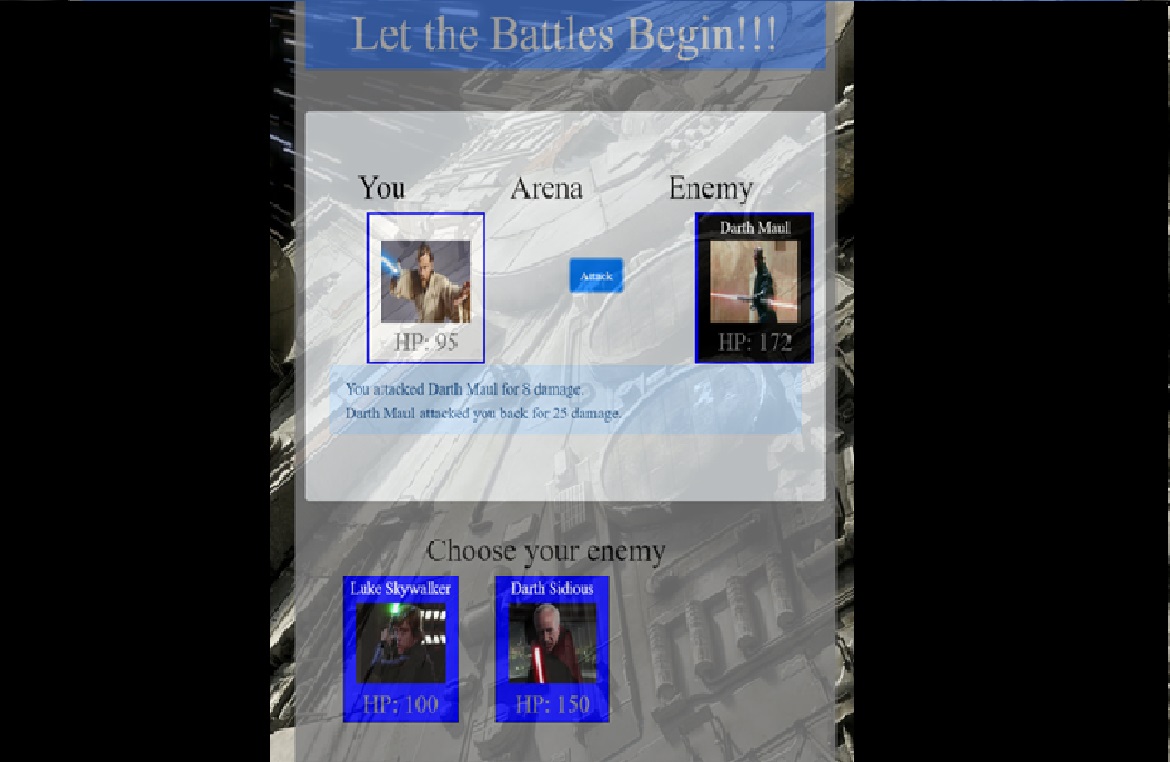 Let the Battles Begin!!!
You
Arena
Enemy
Darth Maul
Attack
HP: 95
HP: 172
You attacked Darth Maul for 8 damage.
Darth Maul attacked you back for 25 damage.
Choose your enemy
Luke Skywalker
Darth Sidious
HP: 100
HP: 150